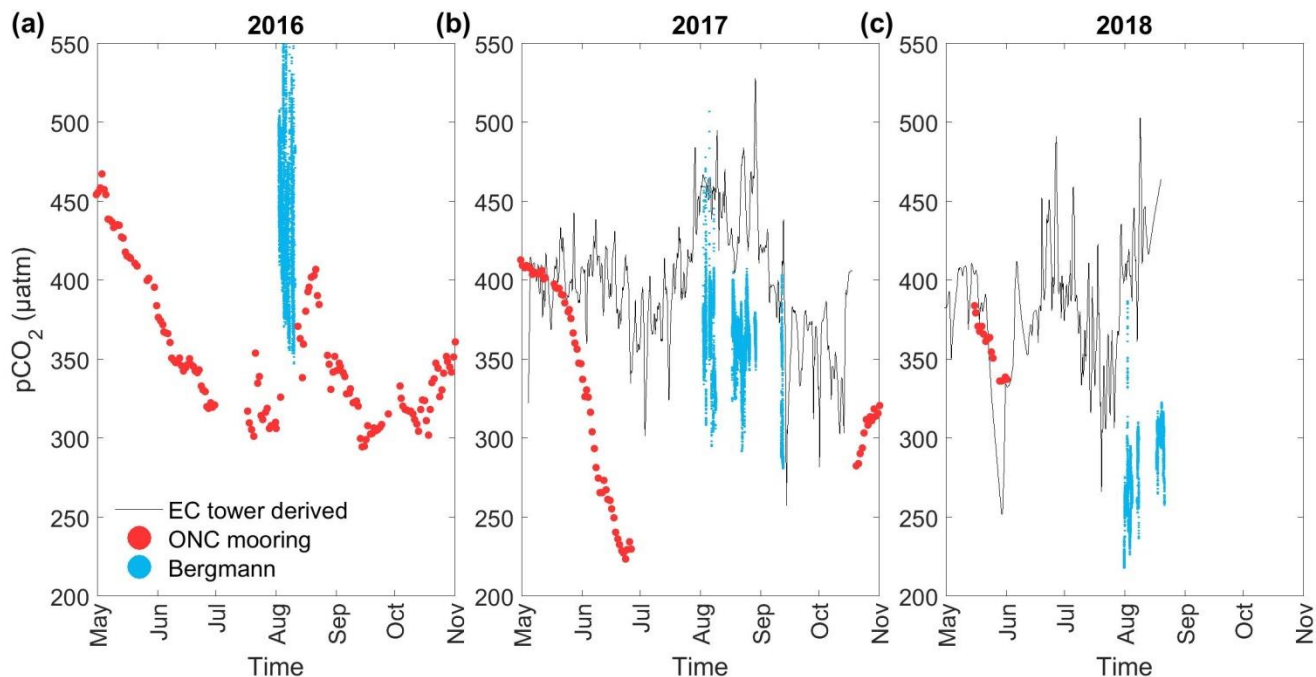 (a) 2016 (b) 2017 (c) 2018
550 550 550
500 500 500
450 450 450
400 400 400
350 350 350
300 300 300
250 250 250
200 200 200
pCO2 (µatm)
EC tower derived
ONC mooring
Bergmann
May Jun Jul Aug Sep Oct Nov May Jun Jul Aug Sep Oct Nov May Jun Jul Aug Sep Oct Nov
Time Time Time